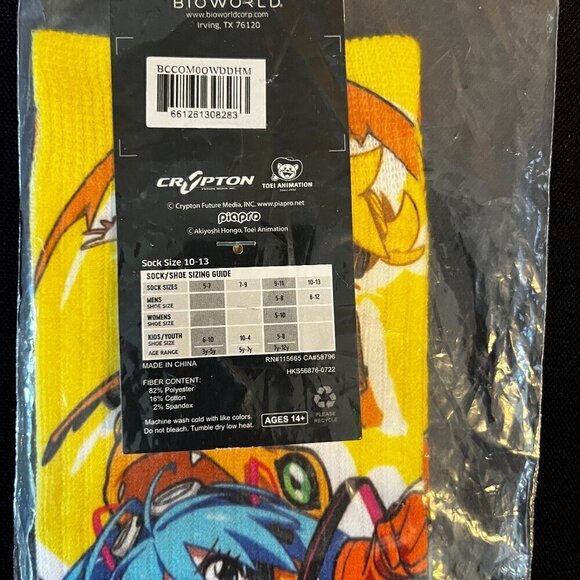 BIOWORLD®
www.bioworldcorp.com
Irving, TX 76120
BCCOM00WDDHM
661261308283
CRYPTON
FUTURE MEDIA, INC.
TOEI ANIMATION
© Crypton Future Media, INC. www.piapro.net
piapro
© Akiyoshi Hongo, Toei Animation
Sock Size 10-13
SOCK/SHOE SIZING GUIDE
SOCK SIZES 5-7 7-9 9-11 10-13
MENS SHOE SIZE 5-8 8-12
WOMENS SHOE SIZE 5-10
KIDS/YOUTH SHOE SIZE 6-10 10-4 5-8
AGE RANGE 3y-5y 5y-7y 7y-12y
MADE IN CHINA RN#115665 CA#58796
HKS56876-0722
FIBER CONTENT:
82% Polyester
16% Cotton
2% Spandex
Machine wash cold with like colors.
Do not bleach. Tumble dry low heat.
AGES 14+
PLEASE
RECYCLE